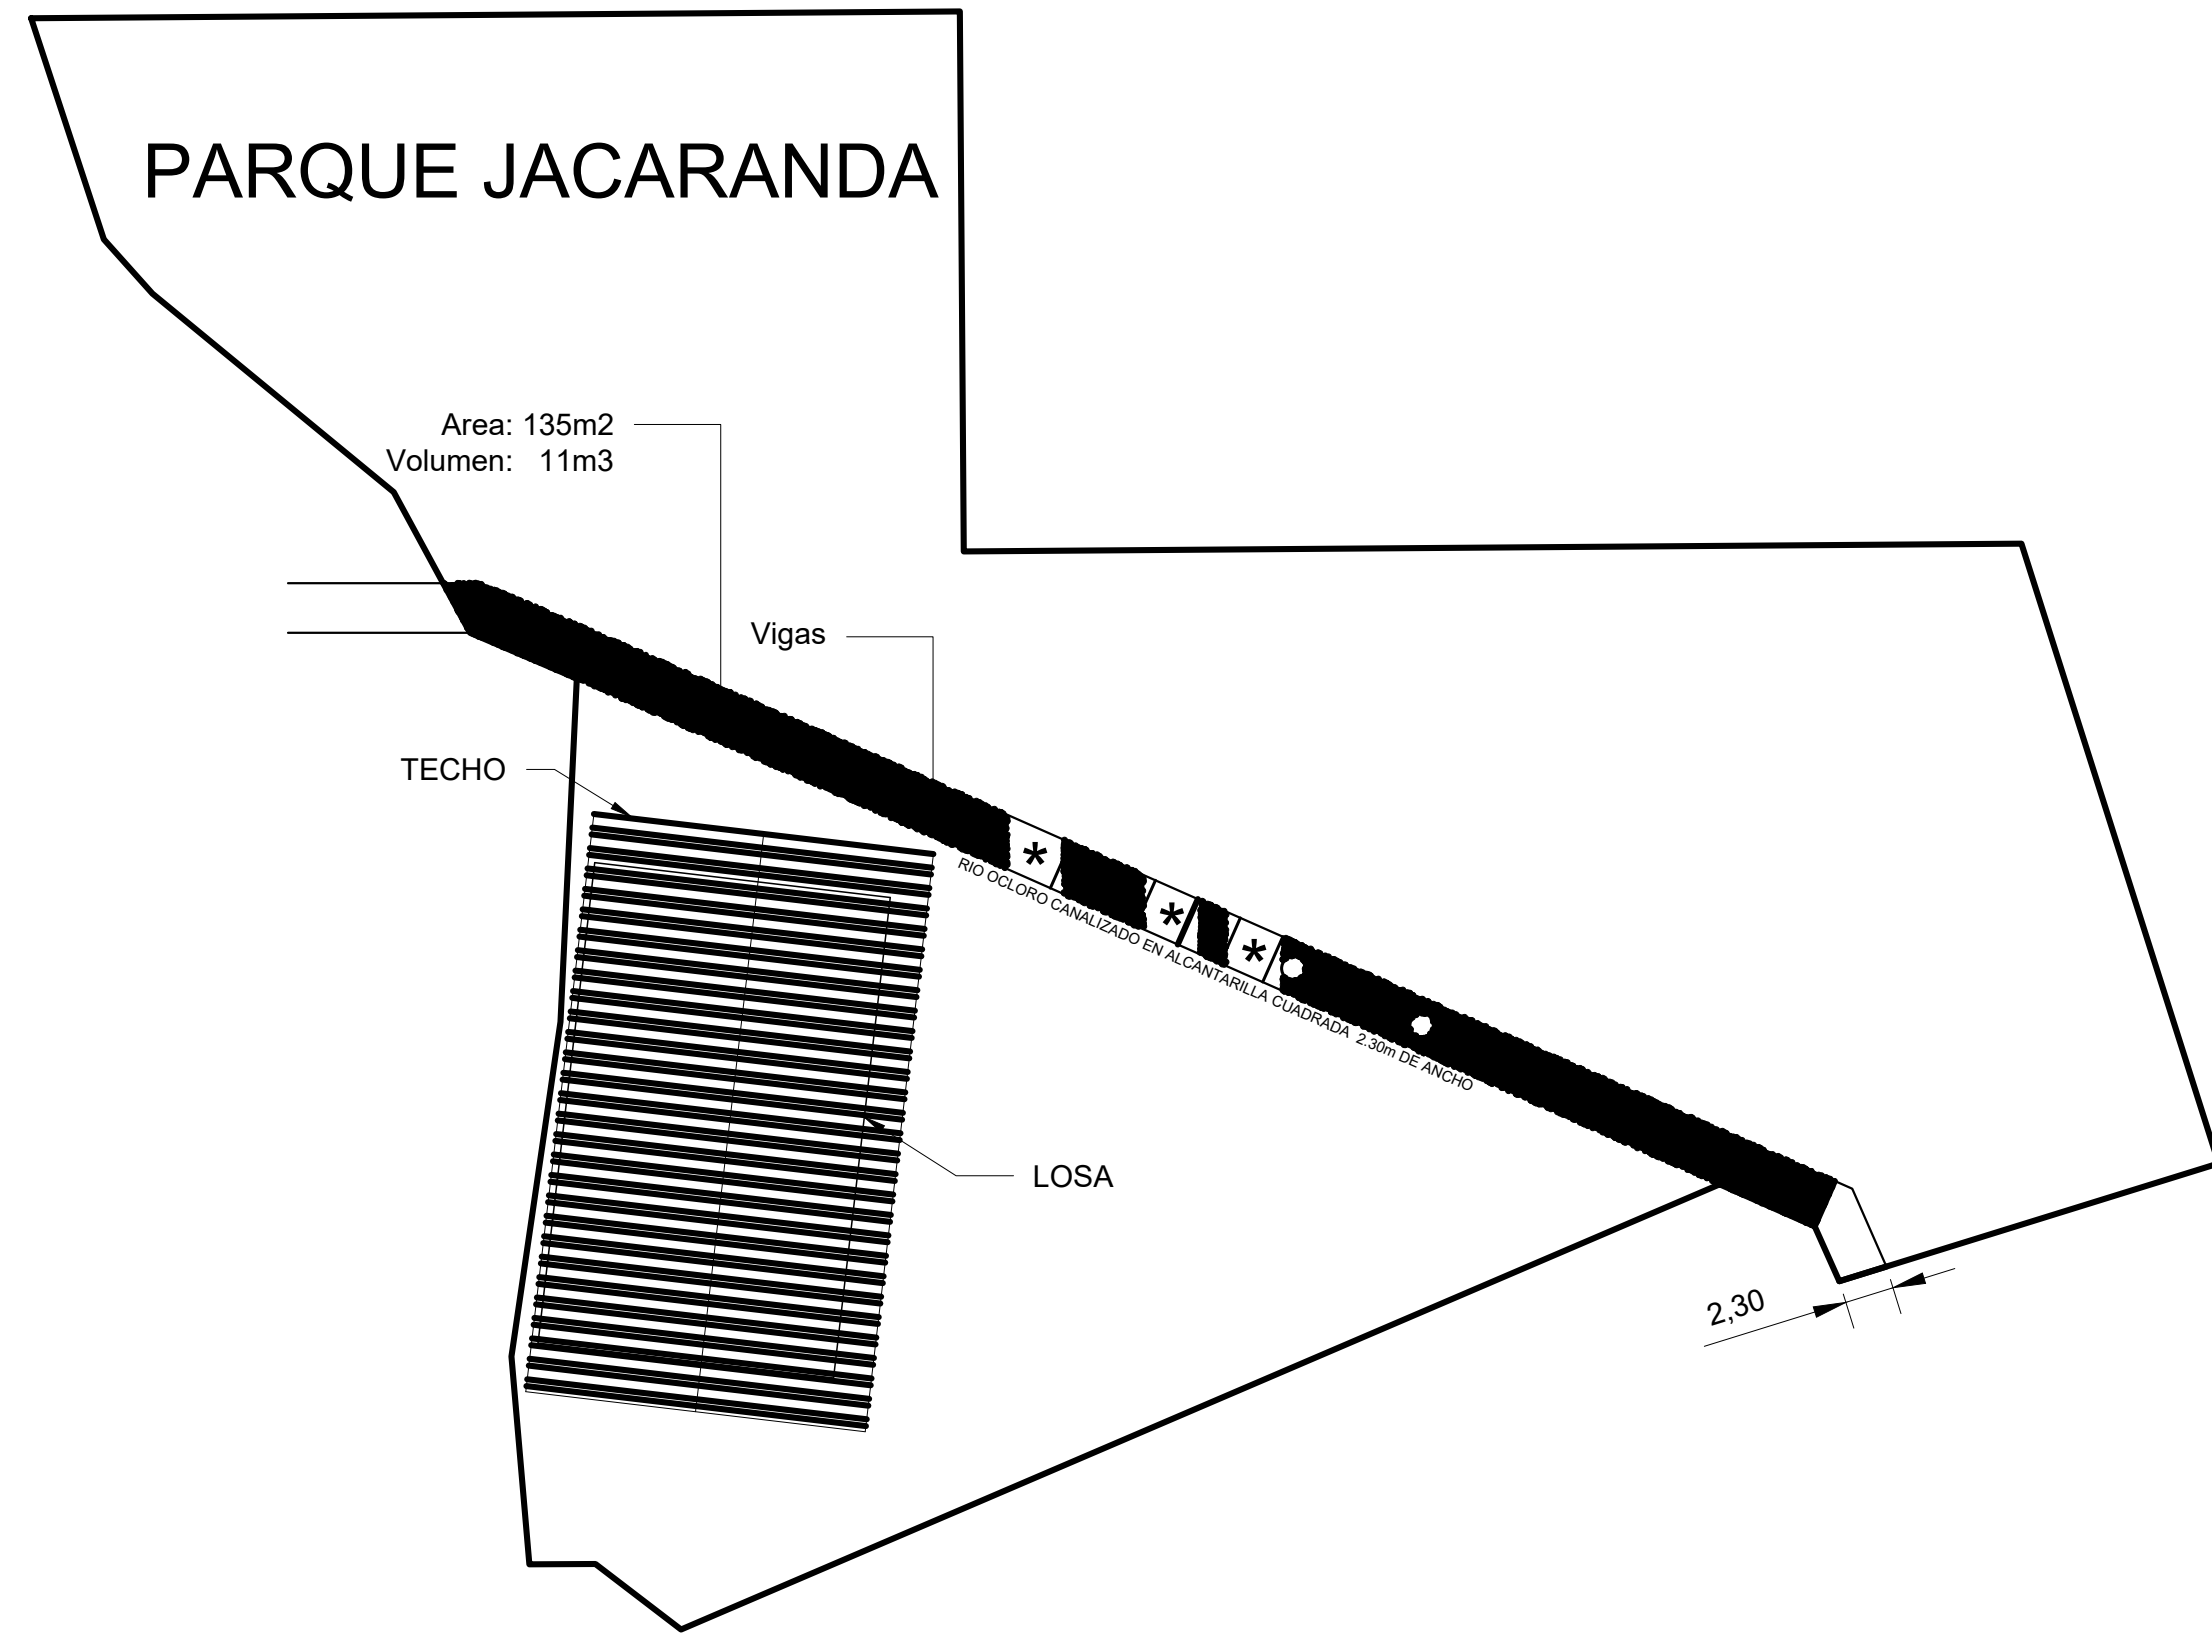 PARQUE JACARANDA
Area: 135m2
Volumen: 11m3
Vigas
TECHO
*
*
*
RIO OCLORO CANALIZADO EN ALCANTARILLA CUADRADA 2.30m DE ANCHO
LOSA
2,30